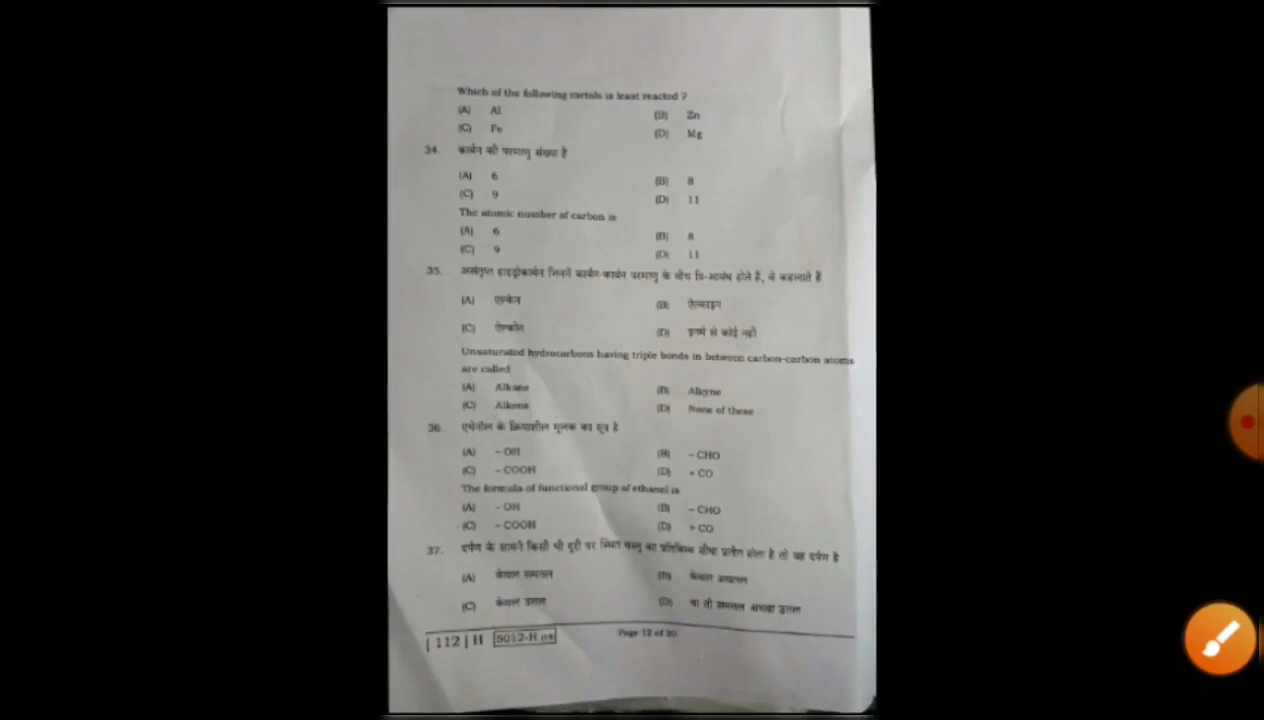 Which of the following metals is least reacted ?
(A) Al (B) Zn
(C) Fe (D) Mg
34. कार्बन की परमाणु संख्या है
(A) 6 (B) 8
(C) 9 (D) 11
The atomic number of carbon is
(A) 6 (B) 8
(C) 9 (D) 11
35. असंतृप्त हाइड्रोकार्बन जिनमें कार्बन-कार्बन परमाणु के बीच त्रि-आबंध होते हैं, वे कहलाते हैं
(A) एल्केन (B) ऐल्काइन
(C) ऐल्कीन (D) इनमें से कोई नहीं
Unsaturated hydrocarbons having triple bonds in between carbon-carbon atoms
are called
(A) Alkane (B) Alkyne
(C) Alkene (D) None of these
36. एथेनॉल के क्रियाशील मूलक का सूत्र है
(A) – OH (B) – CHO
(C) – COOH (D) > CO
The formula of functional group of ethanol is
(A) – OH (B) – CHO
(C) – COOH (D) > CO
37. दर्पण के सामने किसी भी दूरी पर स्थित वस्तु का प्रतिबिम्ब सीधा प्रतीत होता है तो वह दर्पण है
(A) केवल समतल (B) केवल अवतल
(C) केवल उत्तल (D) या तो समतल अथवा उत्तल
[ 112 ] H 5012-H Page 12 of 20